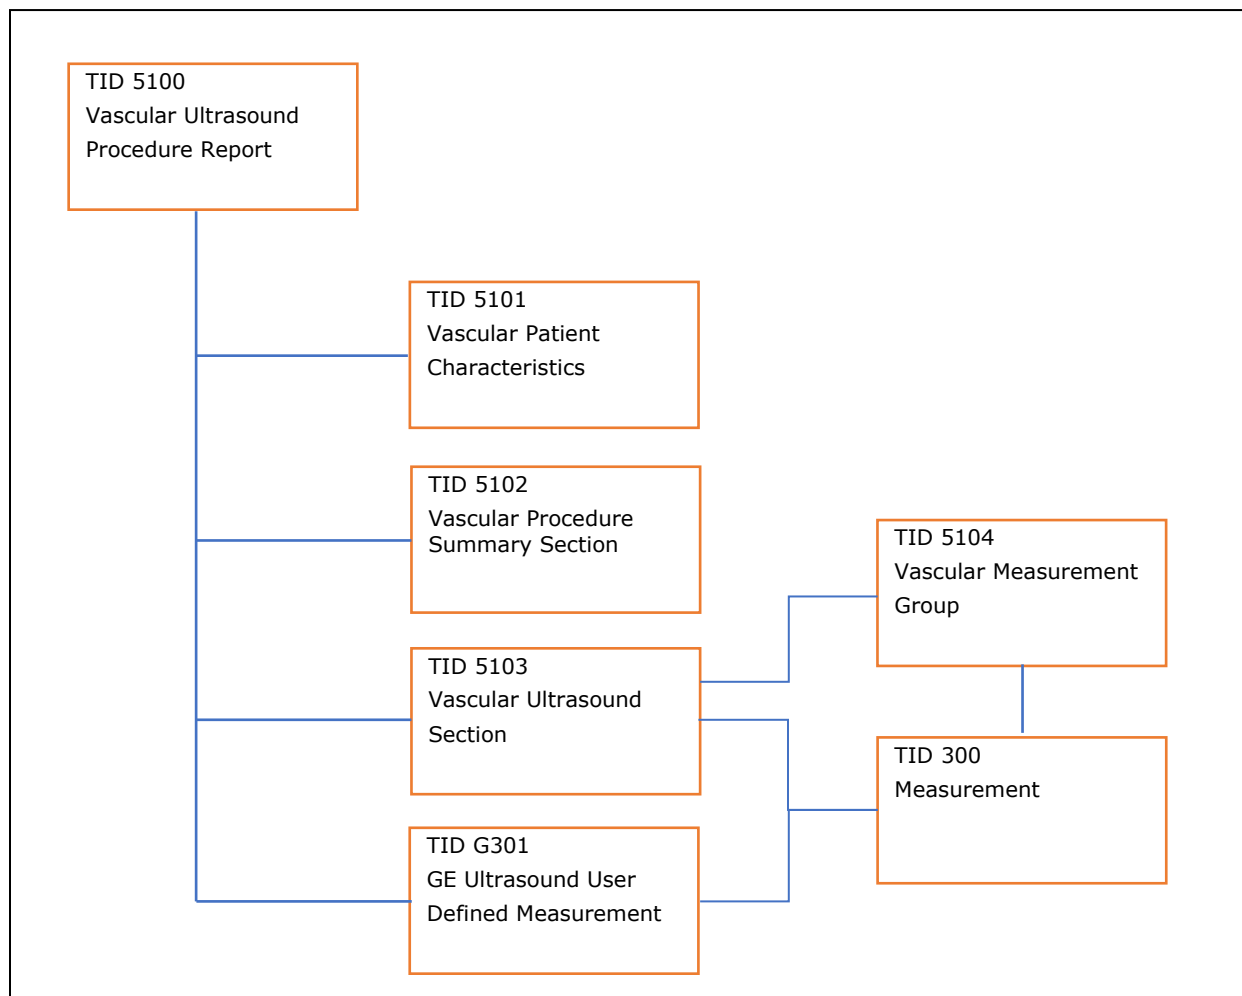 TID 5100
Vascular Ultrasound
Procedure Report
TID 5101
Vascular Patient
Characteristics
TID 5102
Vascular Procedure
Summary Section
TID 5104
Vascular Measurement
Group
TID 5103
Vascular Ultrasound
Section
TID 300
Measurement
TID G301
GE Ultrasound User
Defined Measurement